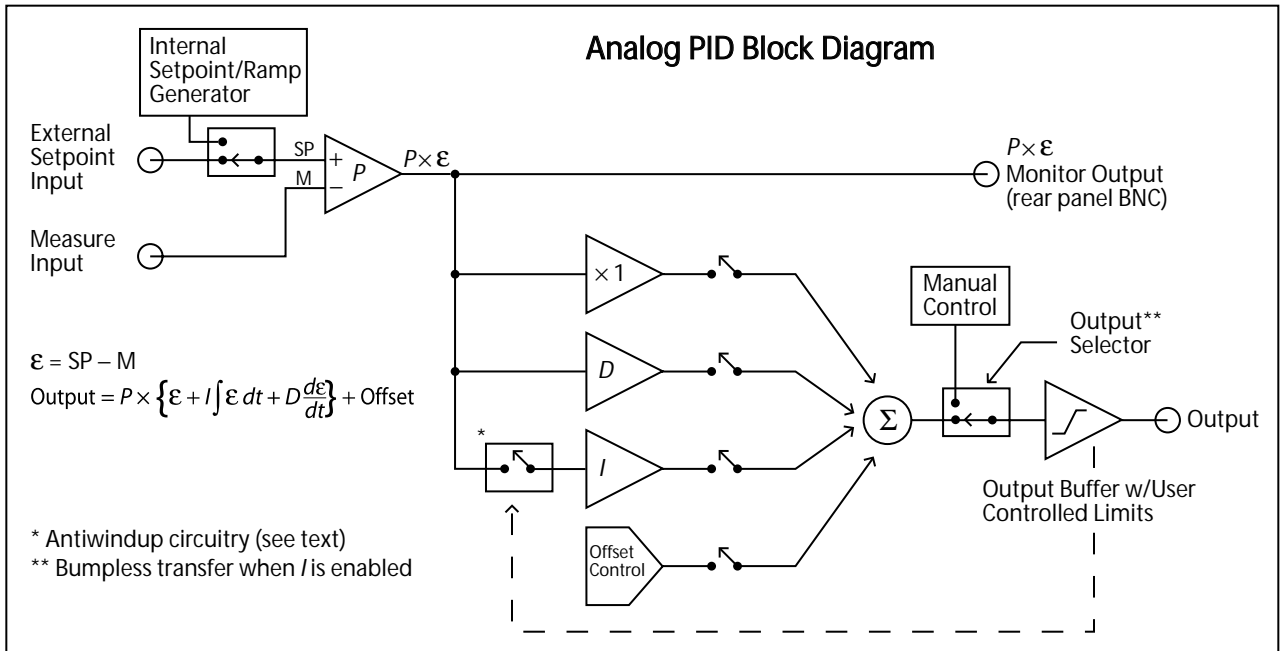 Analog PID Block Diagram
Internal
Setpoint/Ramp
Generator
External
Setpoint
Input
SP
+
P
M
−
P× ε
P× ε
Monitor Output
(rear panel BNC)
Measure
Input
× 1
Manual
Control
Output**
Selector
ε = SP – M
Output = P × {ε + I∫ε dt + D dε/dt} + Offset
D
Σ
Output
*
I
Output Buffer w/User
Controlled Limits
Offset
Control
* Antiwindup circuitry (see text)
** Bumpless transfer when I is enabled